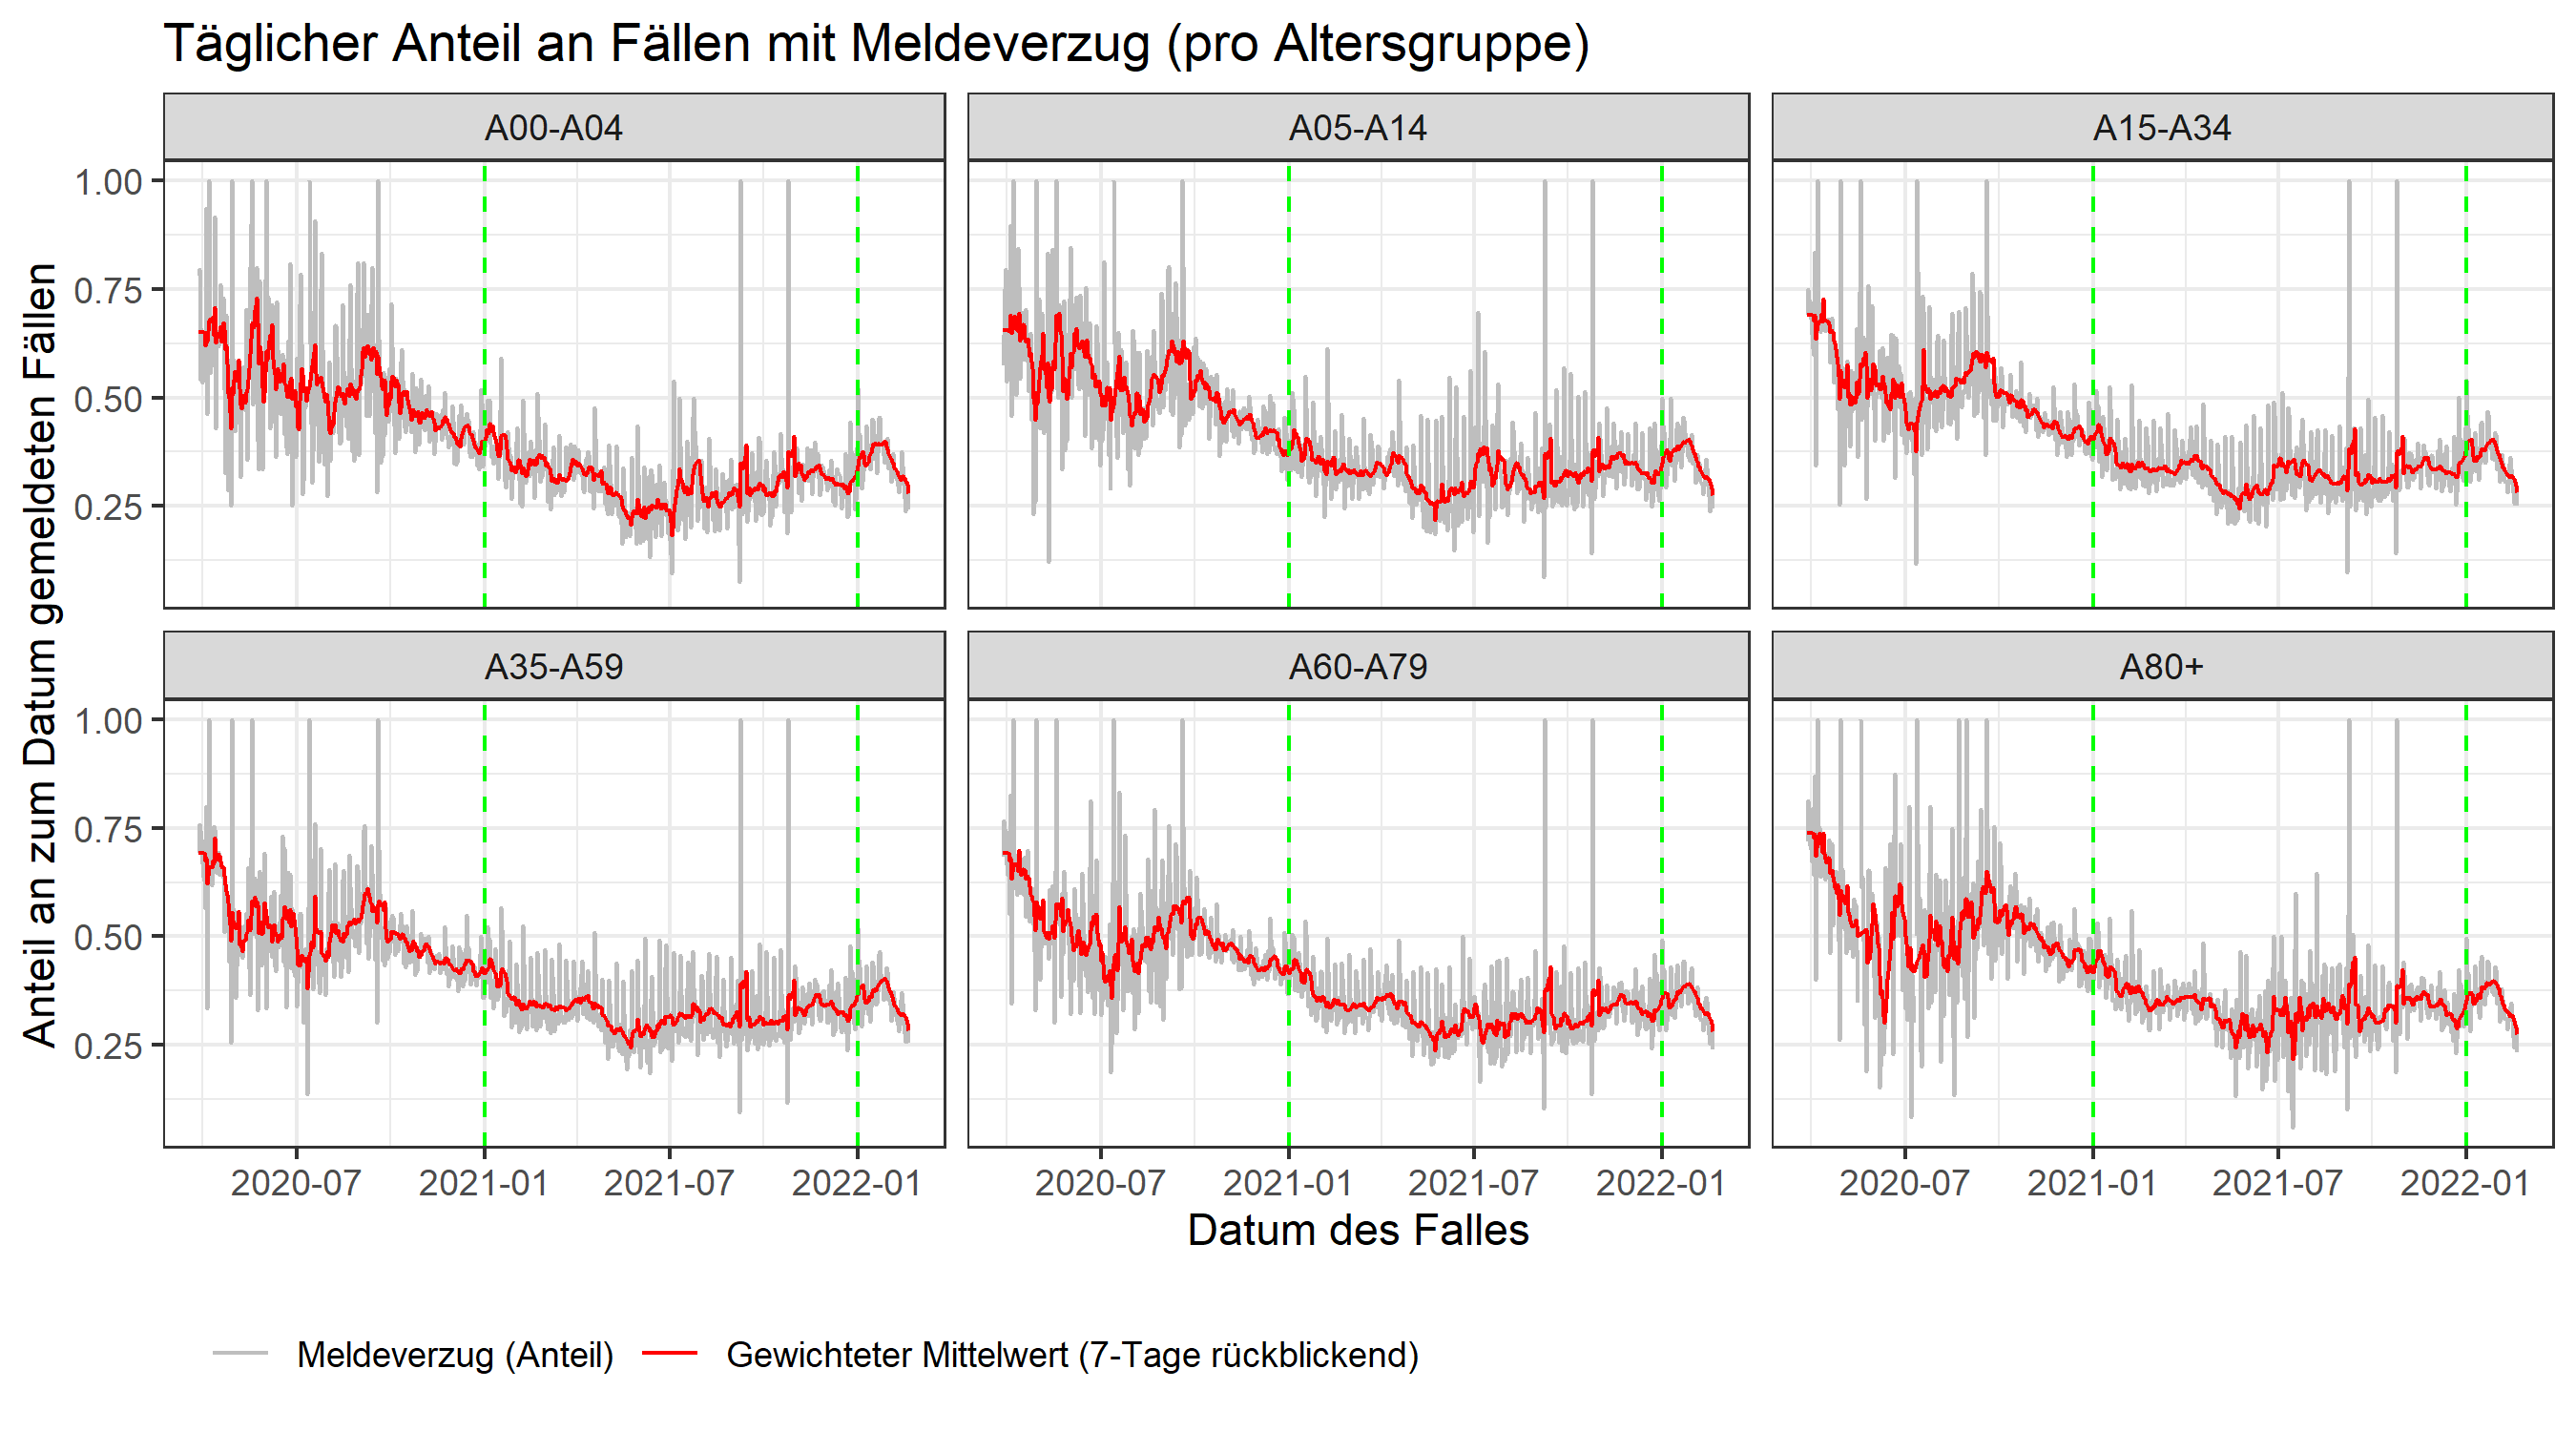 Täglicher Anteil an Fällen mit Meldeverzug (pro Altersgruppe)
A00-A04
A05-A14
A15-A34
1.00
0.75
0.50
0.25
A35-A59
A60-A79
A80+
1.00
0.75
0.50
0.25
Anteil an zum Datum gemeldeten Fällen
2020-07 2021-01 2021-07 2022-01
2020-07 2021-01 2021-07 2022-01
2020-07 2021-01 2021-07 2022-01
Datum des Falles
Meldeverzug (Anteil)
Gewichteter Mittelwert (7-Tage rückblickend)